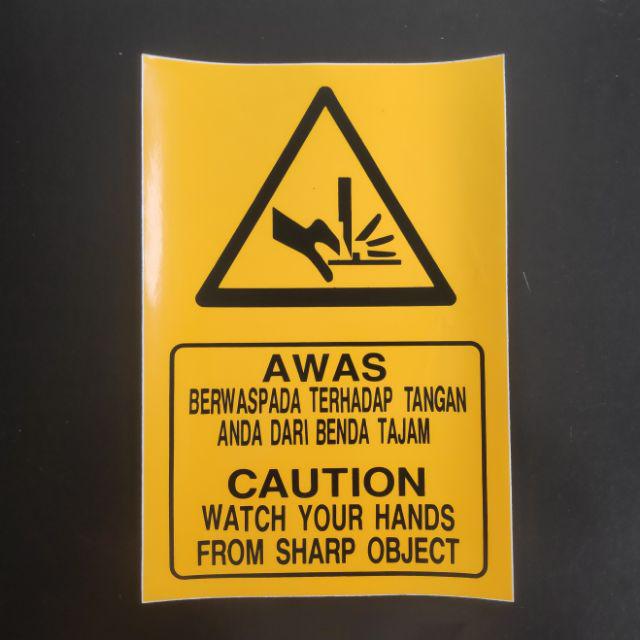 AWAS
BERWASPADA TERHADAP TANGAN
ANDA DARI BENDA TAJAM
CAUTION
WATCH YOUR HANDS
FROM SHARP OBJECT